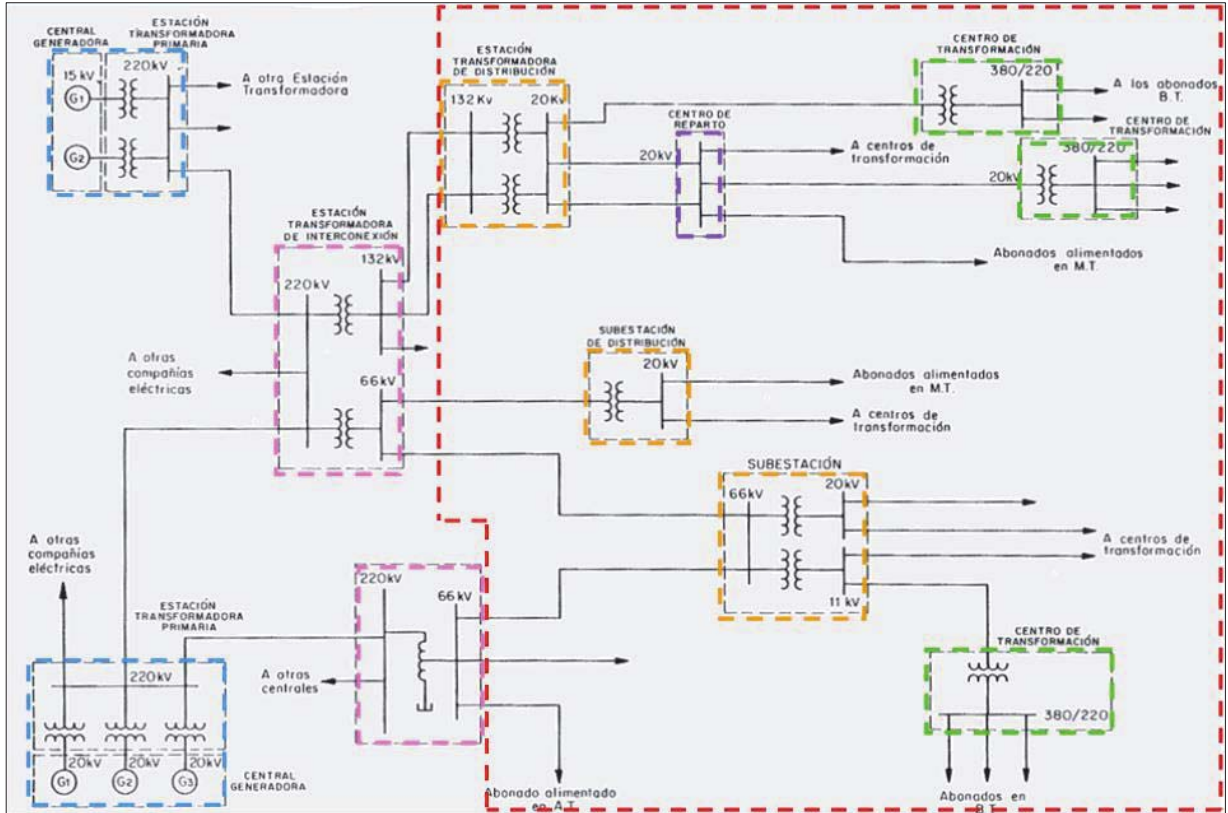 CENTRAL
GENERADORA
ESTACIÓN
TRANSFORMADORA
PRIMARIA
15 kV
220kV
G1
G2
A otra Estación
Transformadora
ESTACIÓN
TRANSFORMADORA
DE DISTRIBUCIÓN
132 Kv
20 Kv
CENTRO DE
TRANSFORMACIÓN
380/220
A los abonados
B.T.
CENTRO DE
TRANSFORMACIÓN
380/220
20kV
CENTRO DE
REPARTO
20kV
A centros de
transformación
Abonados alimentados
en M.T.
ESTACIÓN
TRANSFORMADORA
DE INTERCONEXIÓN
132 kV
220kV
66kV
A otras
compañías
eléctricas
SUBESTACIÓN
DE DISTRIBUCIÓN
20kV
Abonados alimentados
en M.T.
A centros de
transformación
SUBESTACIÓN
66kV
20kV
11 kV
A centros de
transformación
A otras
compañías
eléctricas
ESTACIÓN
TRANSFORMADORA
PRIMARIA
220kV
20kV
20kV
20kV
G1
G2
G3
CENTRAL
GENERADORA
220kV
66kV
A otras
centrales
Abonado alimentado
en A.T.
CENTRO DE
TRANSFORMACIÓN
380/220
Abonados en
B.T.